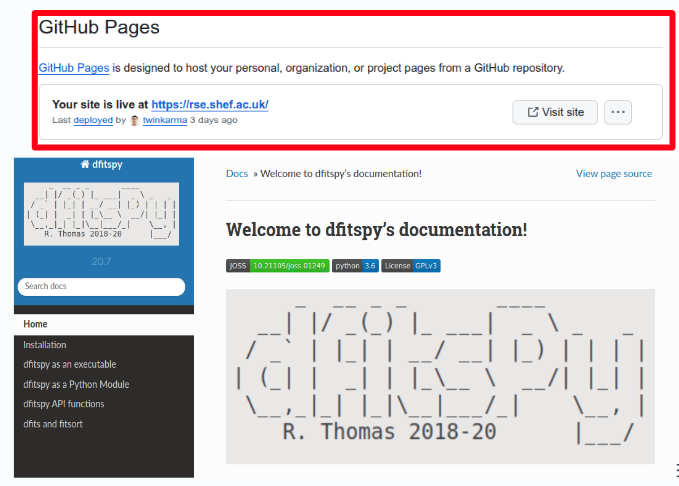 GitHub Pages
GitHub Pages is designed to host your personal, organization, or project pages from a GitHub repository.
Your site is live at https://rse.shef.ac.uk/
Last deployed by twinkarma 3 days ago
Visit site
dfitspy
R. Thomas 2018-20
20.7
Search docs
Home
Installation
dfitspy as an executable
dfitspy as a Python Module
dfitspy API functions
dfits and fitsort
Docs » Welcome to dfitspy's documentation!
View page source
Welcome to dfitspy's documentation!
JOSS 10.21105/joss.01249 python 3.6 License GPLv3
dfitspy
R. Thomas 2018-20